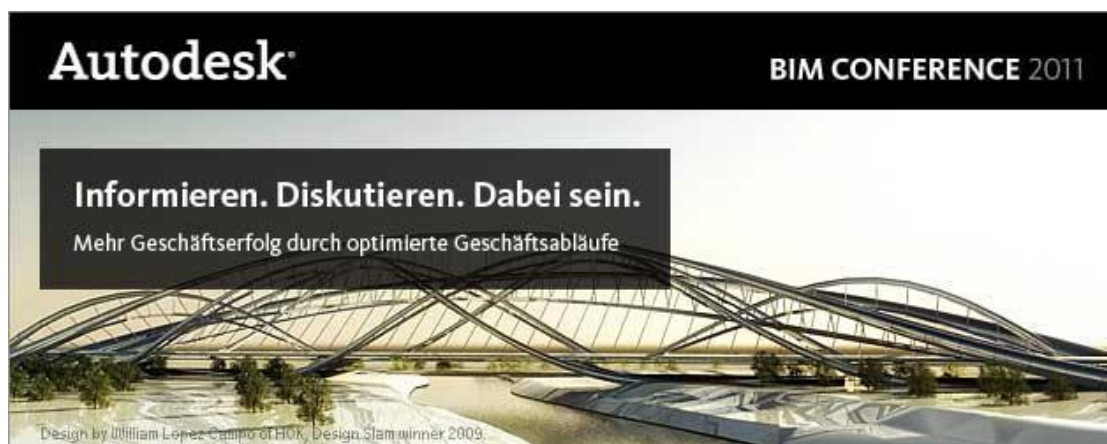 Autodesk®
BIM CONFERENCE 2011
Informieren. Diskutieren. Dabei sein.
Mehr Geschäftserfolg durch optimierte Geschäftsabläufe
Design by William Lopez Campo of HOK, Design Slam winner 2009.